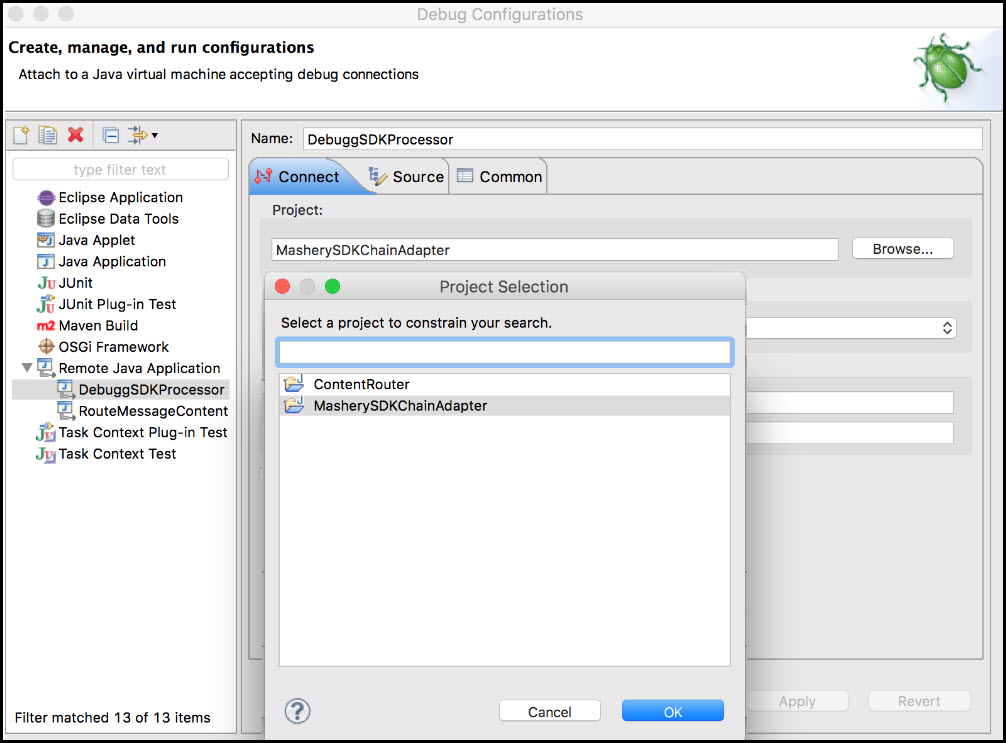 Debug Configurations
Create, manage, and run configurations
Attach to a Java virtual machine accepting debug connections
type filter text
Eclipse Application
Eclipse Data Tools
Java Applet
Java Application
JUnit
JUnit Plug-in Test
Maven Build
OSGi Framework
Remote Java Application
DebuggSDKProcessor
RouteMessageContent
Task Context Plug-in Test
Task Context Test
Filter matched 13 of 13 items
Name: DebuggSDKProcessor
Connect Source Common
Project:
MasherySDKChainAdapter Browse...
Project Selection
Select a project to constrain your search.
ContentRouter
MasherySDKChainAdapter
? Cancel OK
Apply Revert